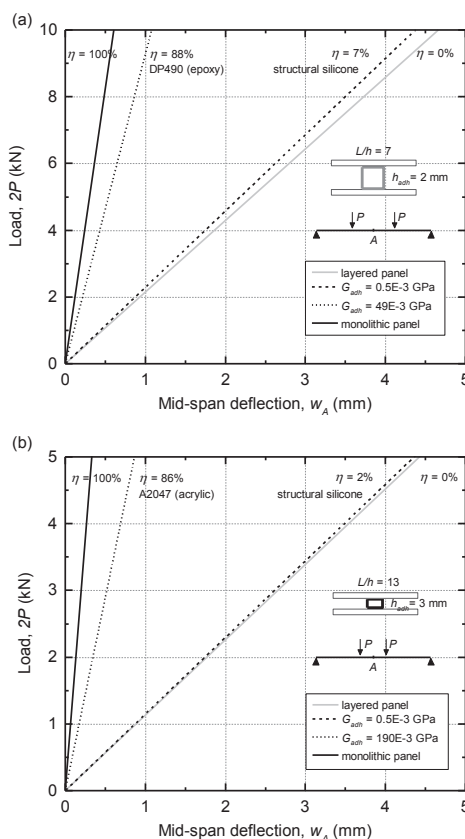 (a)
10
8
6
4
2
0
Load, 2P (kN)
η = 100%
η = 88%
DP490 (epoxy)
η = 7%
structural silicone
η = 0%
L/h = 7
h_adh = 2 mm
P P
A
layered panel
G_adh = 0.5E-3 GPa
G_adh = 49E-3 GPa
monolithic panel
0 1 2 3 4 5
Mid-span deflection, w_A (mm)
(b)
5
4
3
2
1
0
Load, 2P (kN)
η = 100%
η = 86%
A2047 (acrylic)
η = 2%
structural silicone
η = 0%
L/h = 13
h_adh = 3 mm
P P
A
layered panel
G_adh = 0.5E-3 GPa
G_adh = 190E-3 GPa
monolithic panel
0 1 2 3 4 5
Mid-span deflection, w_A (mm)